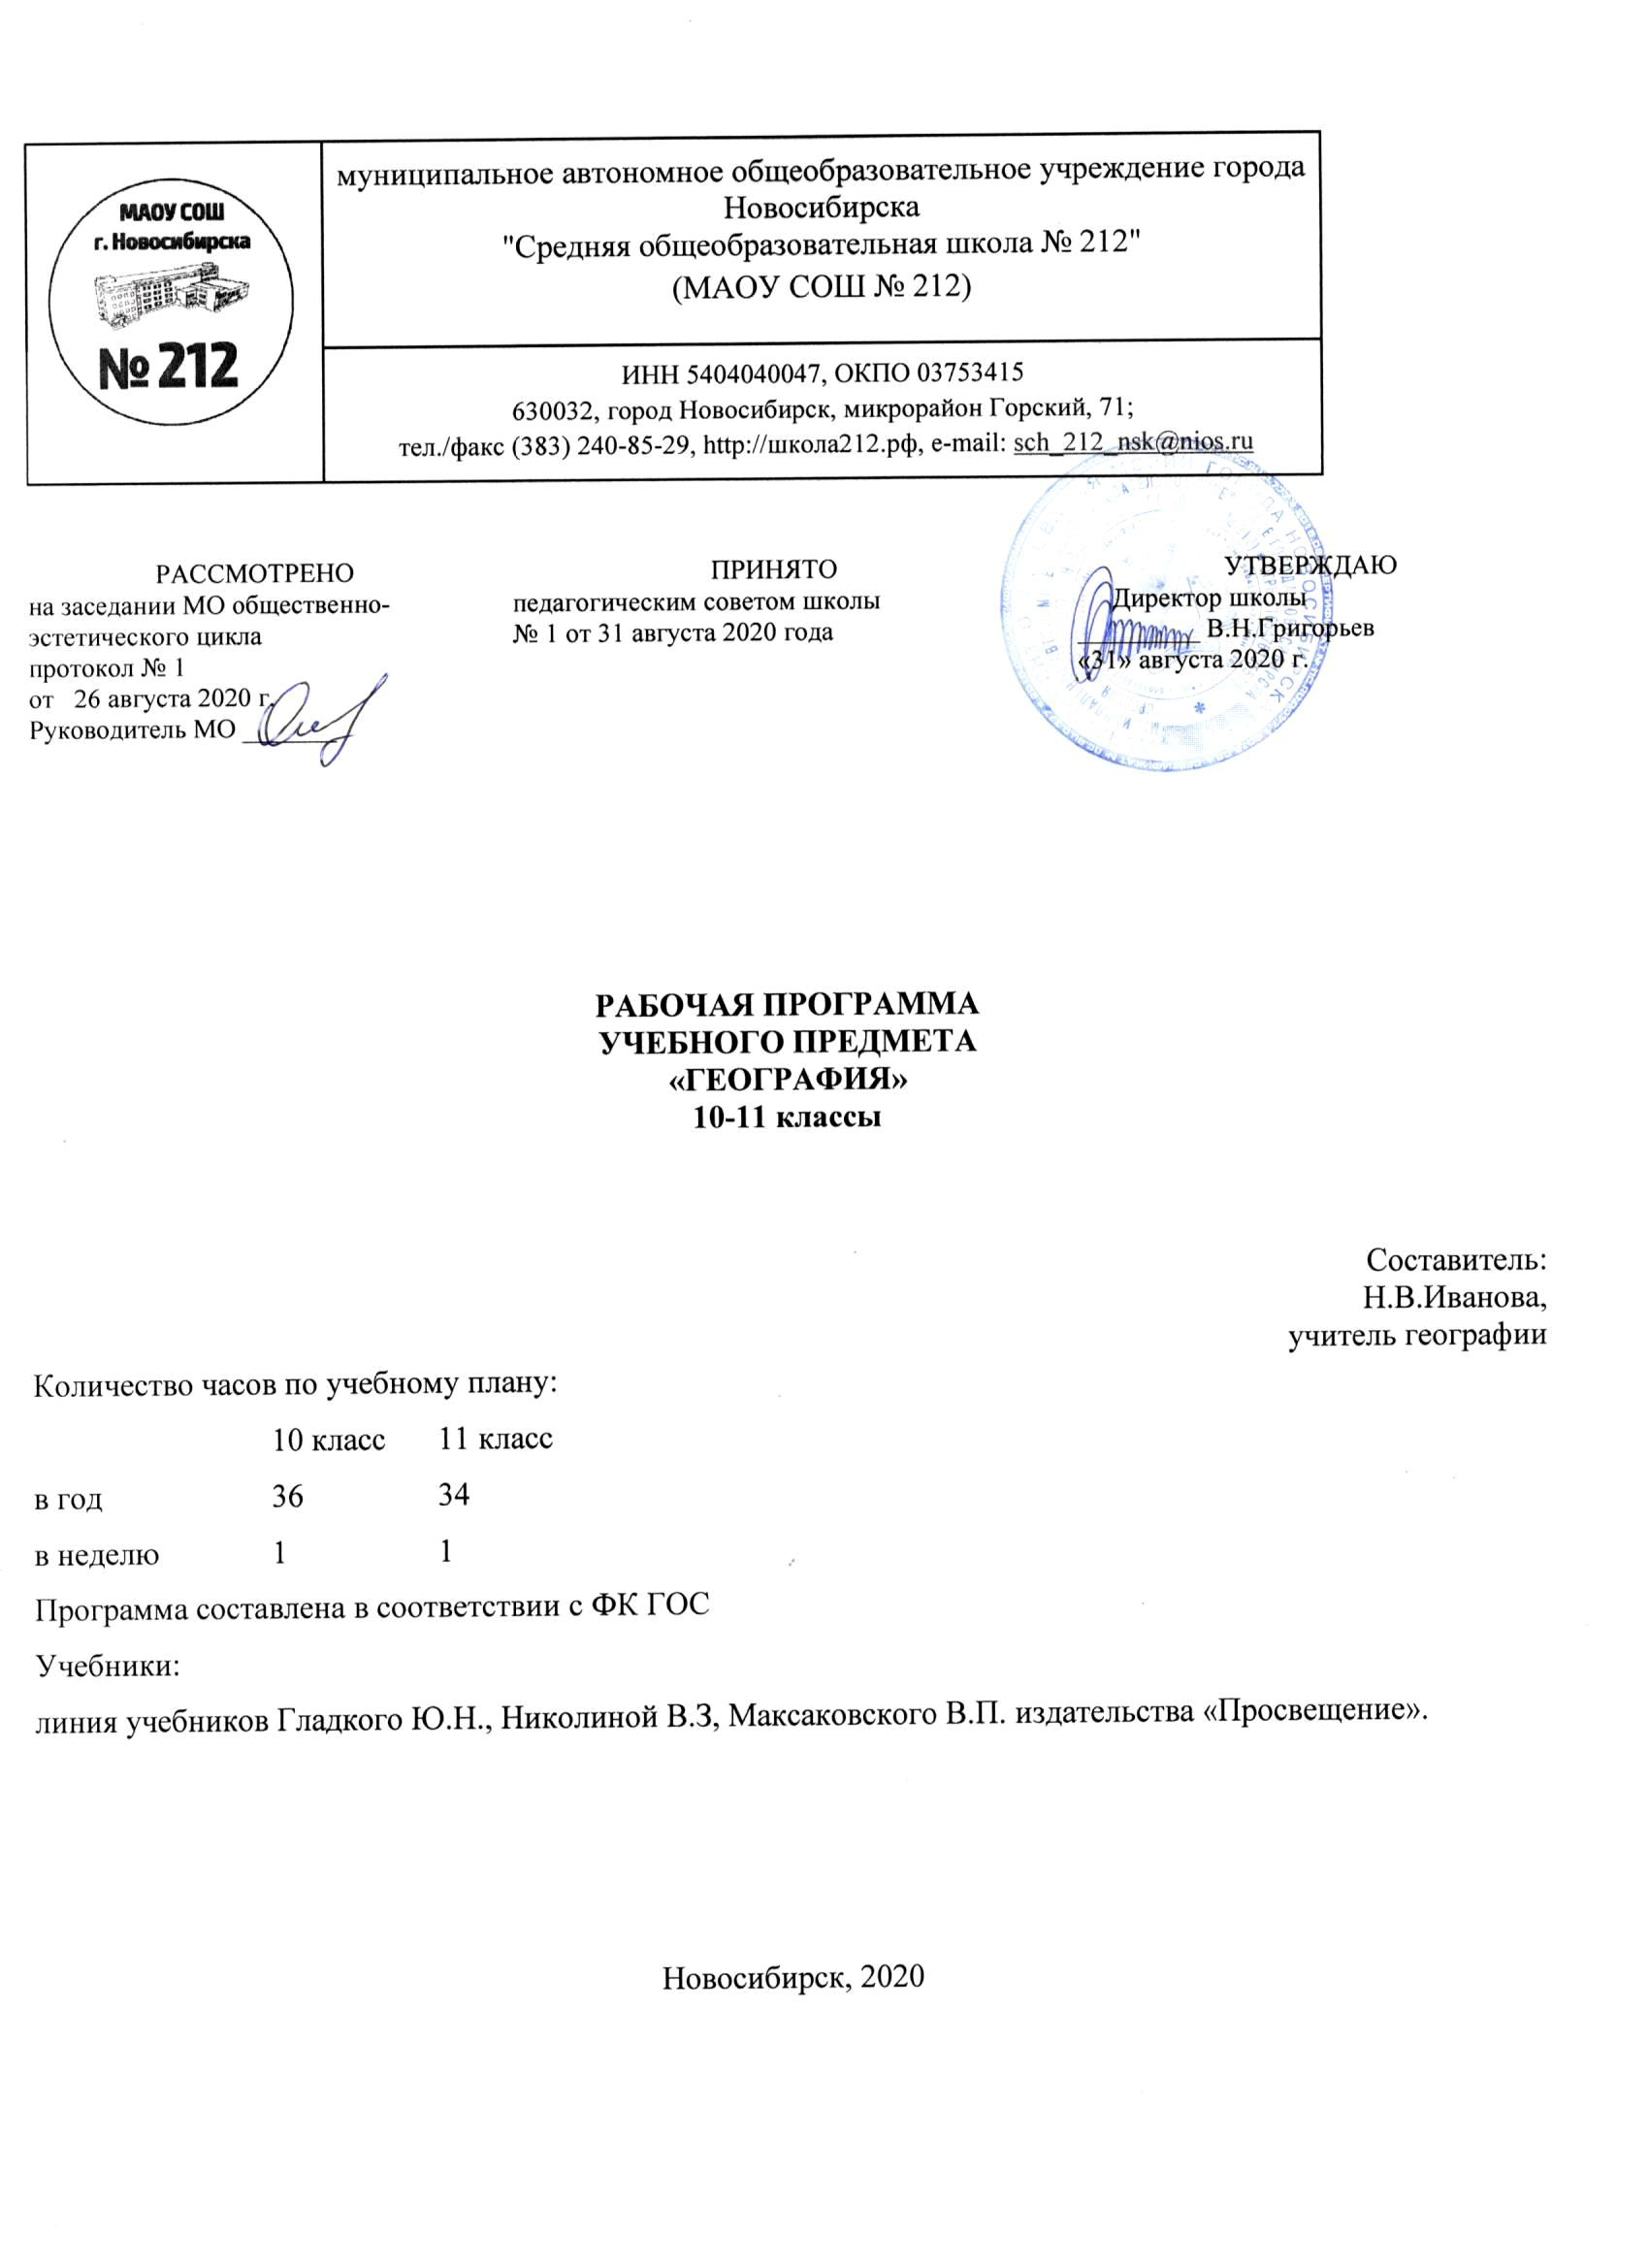 МАОУ СОШ
г. Новосибирска
№ 212
муниципальное автономное общеобразовательное учреждение города
Новосибирска
"Средняя общеобразовательная школа № 212"
(МАОУ СОШ № 212)
ИНН 5404040047, ОКПО 03753415
630032, город Новосибирск, микрорайон Горский, 71;
тел./факс (383) 240-85-29, http://школа212.рф, e-mail: sch_212_nsk@nios.ru
РАССМОТРЕНО
на заседании МО общественно-
эстетического цикла
протокол № 1
от 26 августа 2020 г.
Руководитель МО
ПРИНЯТО
педагогическим советом школы
№ 1 от 31 августа 2020 года
УТВЕРЖДАЮ
Директор школы
В.Н.Григорьев
«31» августа 2020 г.
РАБОЧАЯ ПРОГРАММА
УЧЕБНОГО ПРЕДМЕТА
«ГЕОГРАФИЯ»
10-11 классы
Составитель:
Н.В.Иванова,
учитель географии
Количество часов по учебному плану:
10 класс 11 класс
в год 36 34
в неделю 1 1
Программа составлена в соответствии с ФК ГОС
Учебники:
линия учебников Гладкого Ю.Н., Николиной В.З, Максаковского В.П. издательства «Просвещение».
Новосибирск, 2020